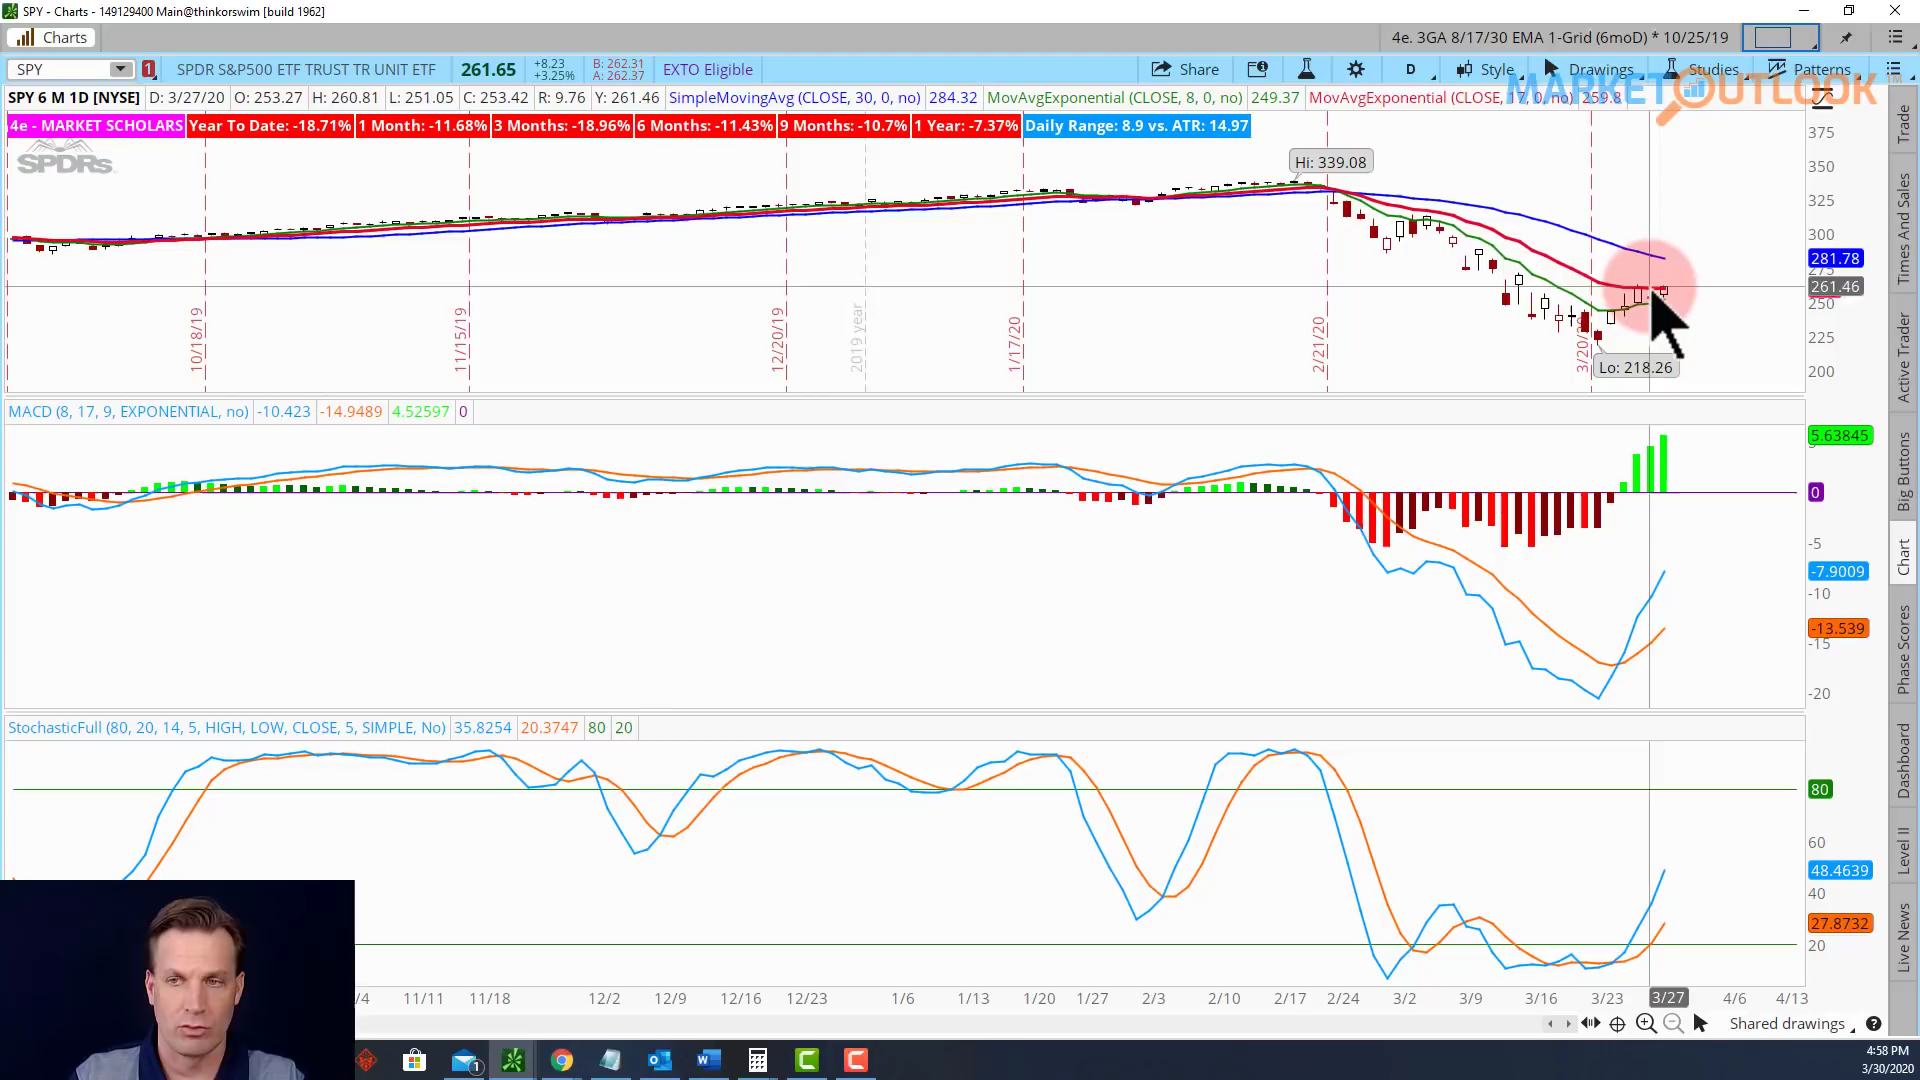 SPY - Charts - 149129400 Main@thinkorswim [build 1962]
Charts
4e. 3GA 8/17/30 EMA 1-Grid (6moD) * 10/25/19
SPY 1 SPDR S&P500 ETF TRUST TR UNIT ETF 261.65 +8.23 +3.25% B: 262.31 A: 262.37 EXTO Eligible
Share D Style Drawings Studies Patterns
MARKET OUTLOOK
SPY 6 M 1D [NYSE] D: 3/27/20 O: 253.27 H: 260.81 L: 251.05 C: 253.42 R: 9.76 Y: 261.46 SimpleMovingAvg (CLOSE, 30, 0, no) 284.32 MovAvgExponential (CLOSE, 8, 0, no) 249.37 MovAvgExponential (CLOSE, 17, 0, no) 259.8
4e - MARKET SCHOLARS Year To Date: -18.71% 1 Month: -11.68% 3 Months: -18.96% 6 Months: -11.43% 9 Months: -10.7% 1 Year: -7.37% Daily Range: 8.9 vs. ATR: 14.97
SPDRs
Hi: 339.08
Lo: 218.26
10/18/19
11/15/19
12/20/19
2019 year
1/17/20
2/21/20
3/20/20
375
350
325
300
281.78
275
261.46
250
225
200
MACD (8, 17, 9, EXPONENTIAL, no) -10.423 -14.9489 4.52597 0
5.63845
0
-5
-7.9009
-10
-13.539
-15
-20
StochasticFull (80, 20, 14, 5, HIGH, LOW, CLOSE, 5, SIMPLE, No) 35.8254 20.3747 80 20
80
60
48.4639
40
27.8732
20
/4 11/11 11/18 12/2 12/9 12/16 12/23 1/6 1/13 1/20 1/27 2/3 2/10 2/17 2/24 3/2 3/9 3/16 3/23 3/27 4/6 4/13
Shared drawings
Trade
Times And Sales
Active Trader
Big Buttons
Chart
Phase Scores
Dashboard
Level II
Live News
1
4:58 PM
3/30/2020